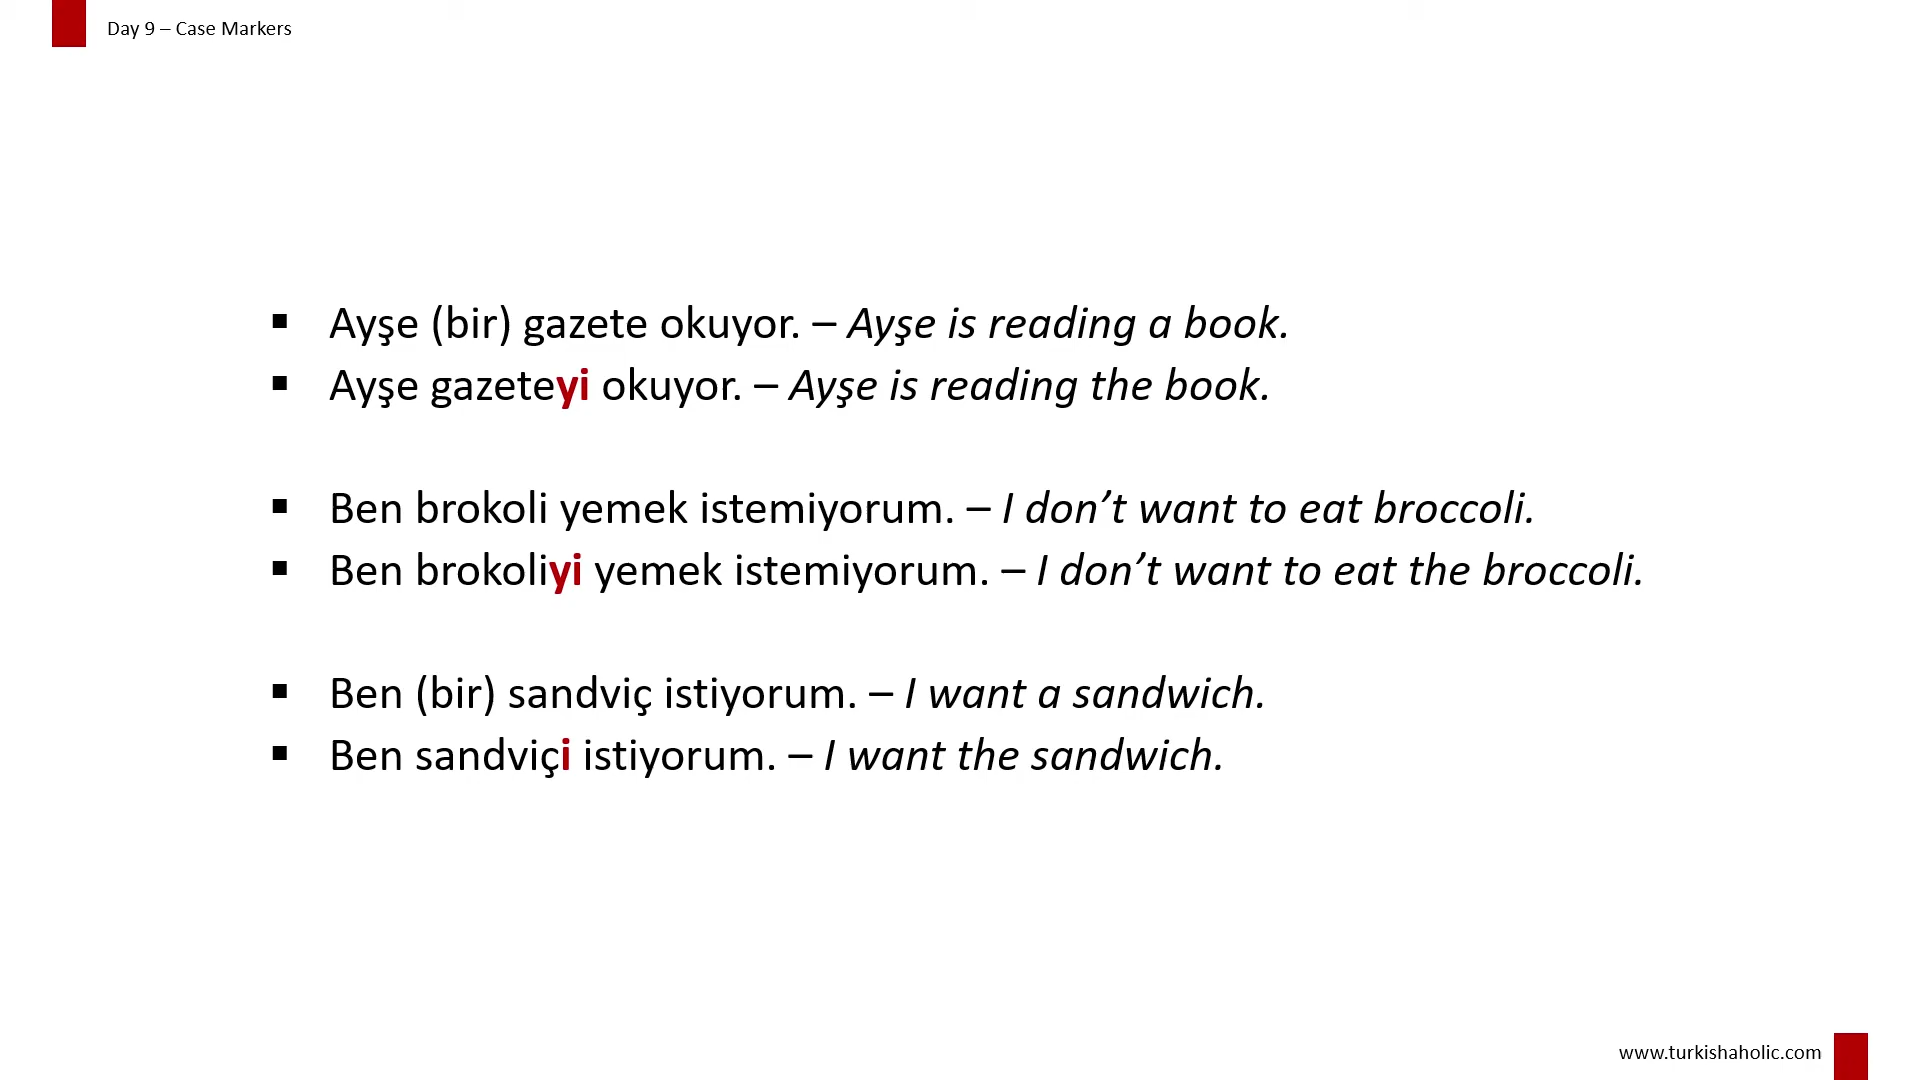 Day 9 – Case Markers
▪ Ayşe (bir) gazete okuyor. – Ayşe is reading a book.
▪ Ayşe gazeteyi okuyor. – Ayşe is reading the book.
▪ Ben brokoli yemek istemiyorum. – I don’t want to eat broccoli.
▪ Ben brokoliyi yemek istemiyorum. – I don’t want to eat the broccoli.
▪ Ben (bir) sandviç istiyorum. – I want a sandwich.
▪ Ben sandviçi istiyorum. – I want the sandwich.
www.turkishaholic.com